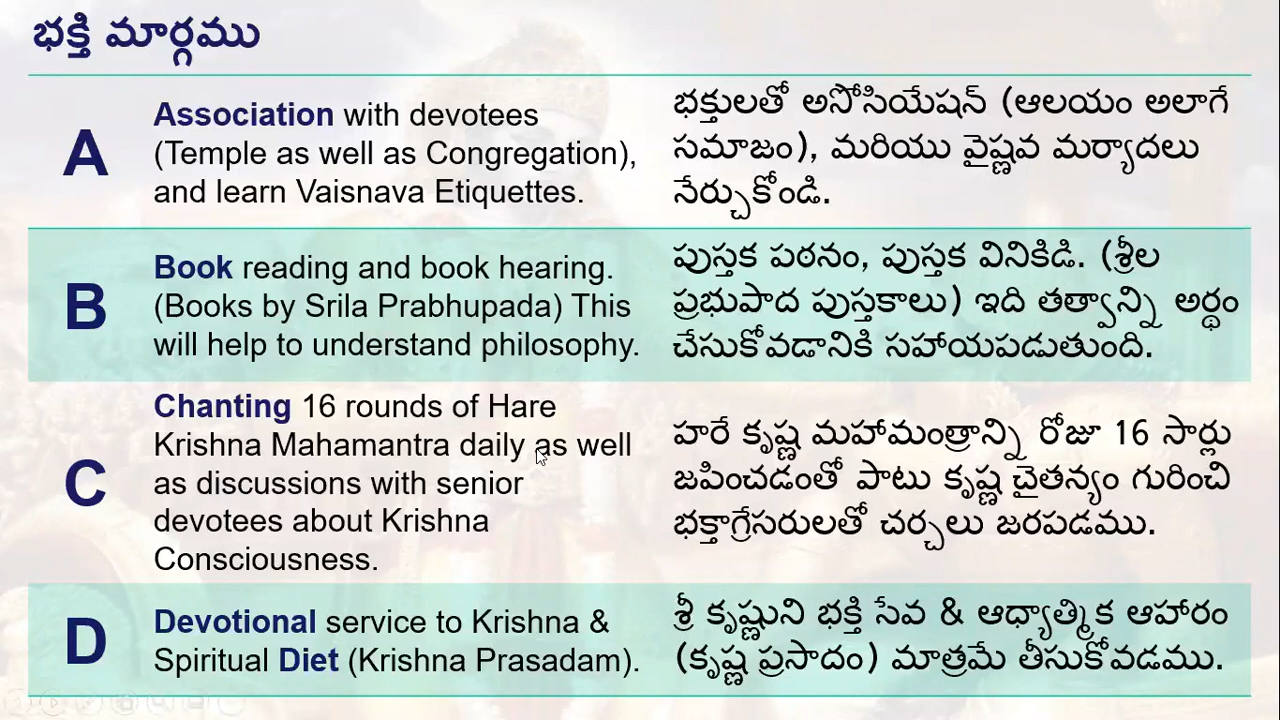 భక్తి మార్గము
A
Association with devotees
(Temple as well as Congregation),
and learn Vaisnava Etiquettes.
భక్తులతో అసోసియేషన్ (ఆలయం అలాగే
సమాజం), మరియు వైష్ణవ మర్యాదలు
నేర్చుకోండి.
B
Book reading and book hearing.
(Books by Srila Prabhupada) This
will help to understand philosophy.
పుస్తక పఠనం, పుస్తక వినికిడి. (శ్రీల
ప్రభుపాద పుస్తకాలు) ఇది తత్వాన్ని అర్థం
చేసుకోవడానికి సహాయపడుతుంది.
C
Chanting 16 rounds of Hare
Krishna Mahamantra daily as well
as discussions with senior
devotees about Krishna
Consciousness.
హరే కృష్ణ మహామంత్రాన్ని రోజూ 16 సార్లు
జపించడంతో పాటు కృష్ణ చైతన్యం గురించి
భక్తాగ్రేసరులతో చర్చలు జరపడము.
D
Devotional service to Krishna &
Spiritual Diet (Krishna Prasadam).
శ్రీ కృష్ణుని భక్తి సేవ & ఆధ్యాత్మిక ఆహారం
(కృష్ణ ప్రసాదం) మాత్రమే తీసుకోవడము.